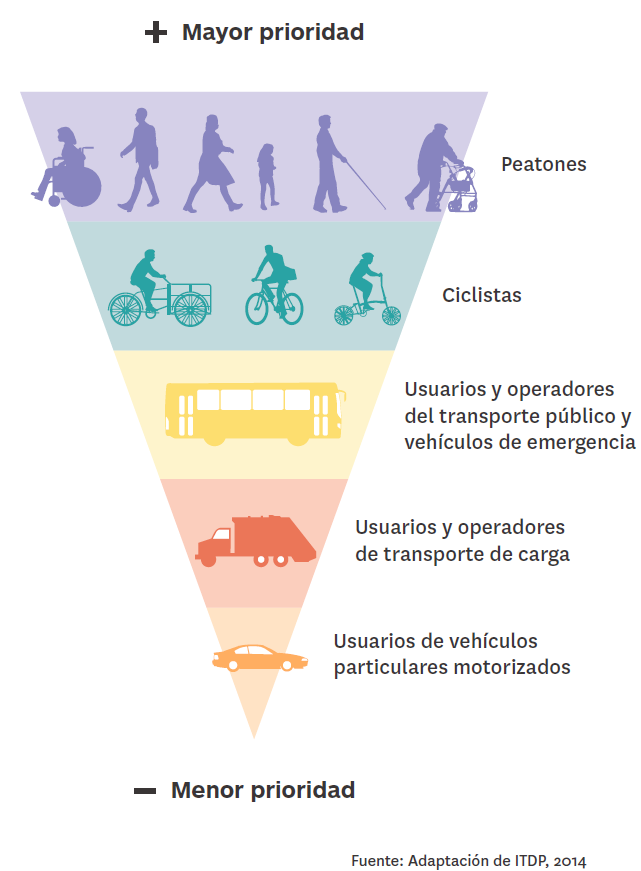 + Mayor prioridad
Peatones
Ciclistas
Usuarios y operadores
del transporte público y
vehículos de emergencia
Usuarios y operadores
de transporte de carga
Usuarios de vehículos
particulares motorizados
− Menor prioridad
Fuente: Adaptación de ITDP, 2014